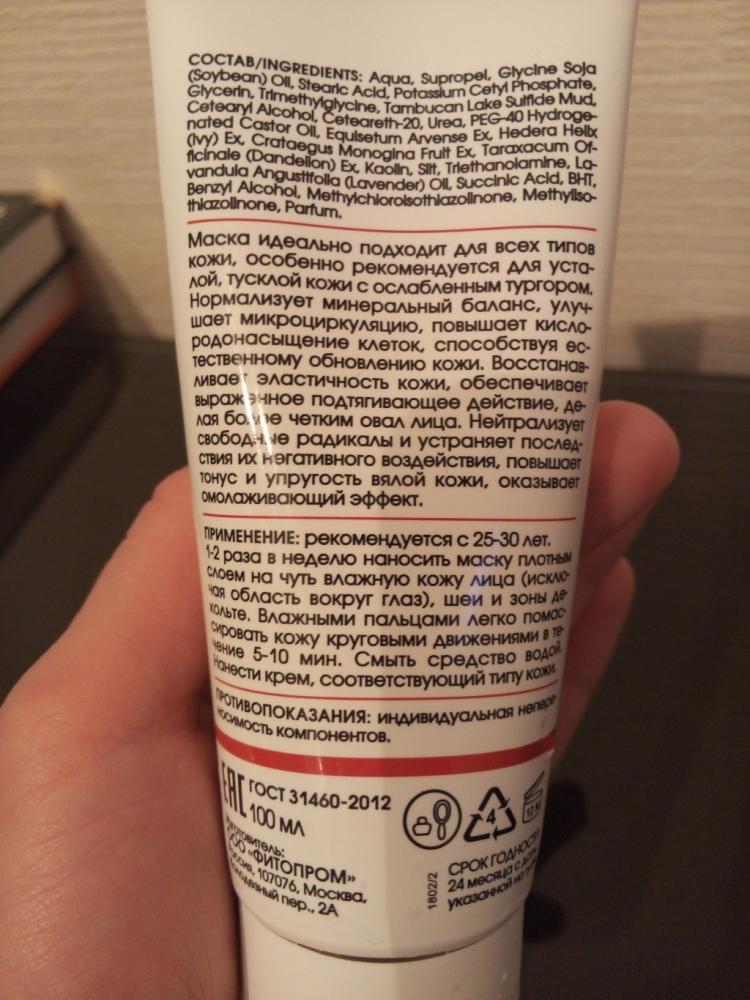 СОСТАВ/INGREDIENTS: Aqua, Supropel, Glycine Soja
(Soybean) Oil, Stearic Acid, Potassium Cetyl Phosphate,
Glycerin, Trimethylglycine, Tambucan Lake Sulfide Mud,
Cetearyl Alcohol, Ceteareth-20, Urea, PEG-40 Hydroge-
nated Castor Oil, Equisetum Arvense Ex, Hedera Helix
(Ivy) Ex, Crataegus Monogina Fruit Ex, Taraxacum Of-
ficinale (Dandelion) Ex, Kaolin, Silt, Triethanolamine, La-
vandula Angustifolia (Lavender) Oil, Succinic Acid, BHT,
Benzyl Alcohol, Methylchloroisothiazolinone, Methyliso-
thiazolinone, Parfum.
Маска идеально подходит для всех типов
кожи, особенно рекомендуется для уста-
лой, тусклой кожи с ослабленным тургором.
Нормализует минеральный баланс, улуч-
шает микроциркуляцию, повышает кисло-
родонасыщение клеток, способствуя ес-
тественному обновлению кожи. Восстанав-
ливает эластичность кожи, обеспечивает
выраженное подтягивающее действие, де-
лая более четким овал лица. Нейтрализует
свободные радикалы и устраняет послед-
ствия их негативного воздействия, повышает
тонус и упругость вялой кожи, оказывает
омолаживающий эффект.
ПРИМЕНЕНИЕ: рекомендуется с 25-30 лет.
1-2 раза в неделю наносить маску плотным
слоем на чуть влажную кожу лица (исклю-
чая область вокруг глаз), шеи и зоны де-
кольте. Влажными пальцами легко помас-
сировать кожу круговыми движениями в те-
чение 5-10 мин. Смыть средство водой.
Нанести крем, соответствующий типу кожи.
ПРОТИВОПОКАЗАНИЯ: индивидуальная непере-
носимость компонентов.
ЕАС ГОСТ 31460-2012
100 МЛ
4
12 М
Изготовитель:
ООО «ФИТОПРОМ»
Россия, 107076, Москва,
Колодезный пер., 2А
1802/2
СРОК ГОДНОСТИ
24 месяца с
указанной на